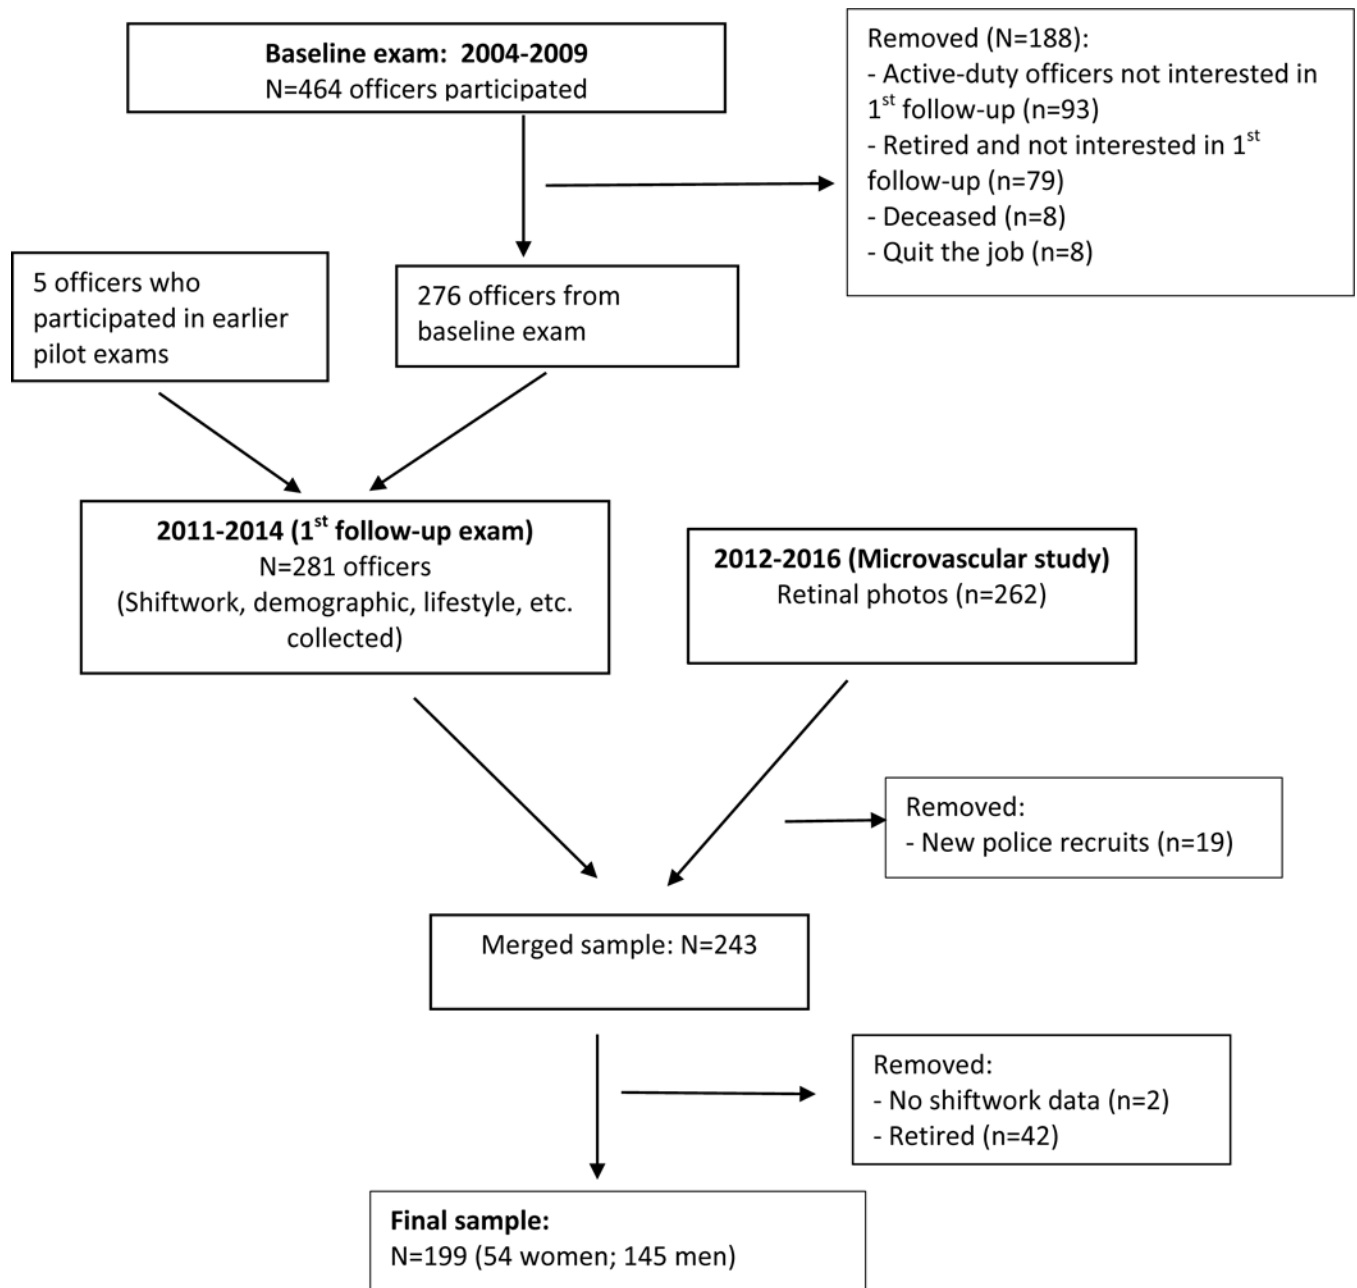 Baseline exam: 2004-2009
N=464 officers participated
Removed (N=188):
- Active-duty officers not interested in
1st follow-up (n=93)
- Retired and not interested in 1st
follow-up (n=79)
- Deceased (n=8)
- Quit the job (n=8)
5 officers who
participated in earlier
pilot exams
276 officers from
baseline exam
2011-2014 (1st follow-up exam)
N=281 officers
(Shiftwork, demographic, lifestyle, etc.
collected)
2012-2016 (Microvascular study)
Retinal photos (n=262)
Removed:
- New police recruits (n=19)
Merged sample: N=243
Removed:
- No shiftwork data (n=2)
- Retired (n=42)
Final sample:
N=199 (54 women; 145 men)